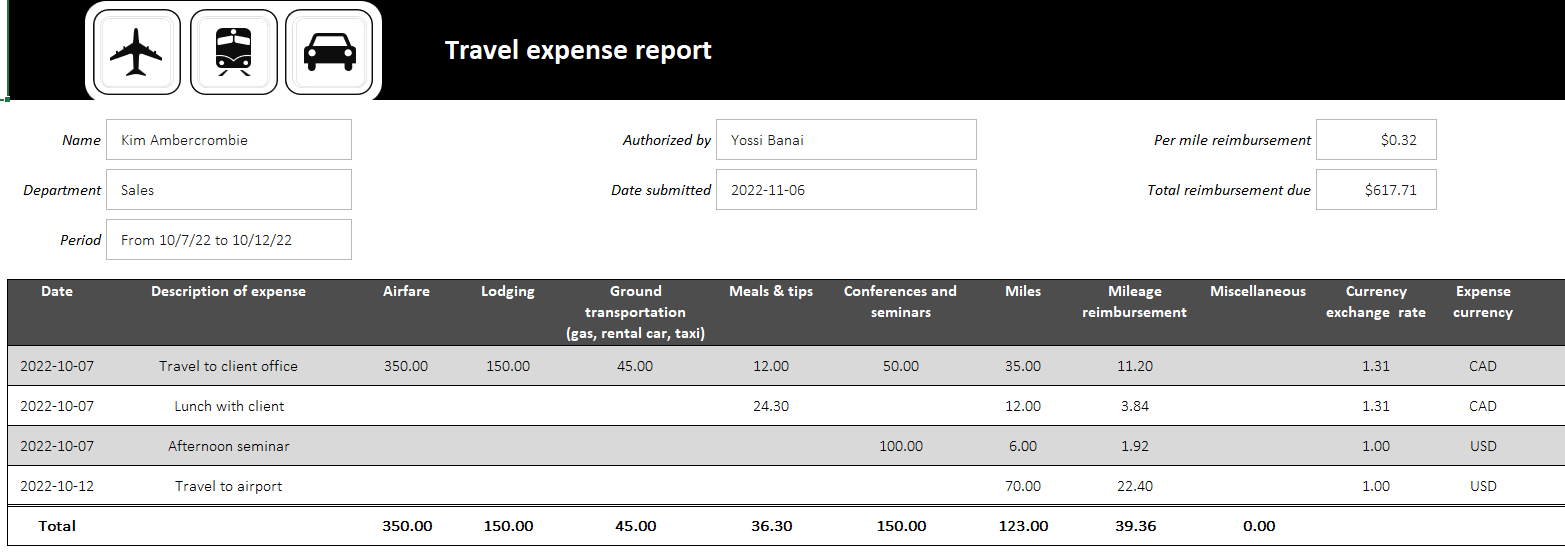 Travel expense report
Name Kim Ambercrombie Authorized by Yossi Banai Per mile reimbursement $0.32
Department Sales Date submitted 2022-11-06 Total reimbursement due $617.71
Period From 10/7/22 to 10/12/22
Date Description of expense Airfare Lodging Ground Meals & tips Conferences and Miles Mileage Miscellaneous Currency Expense
transportation seminars reimbursement exchange rate currency
(gas, rental car, taxi)
2022-10-07 Travel to client office 350.00 150.00 45.00 12.00 50.00 35.00 11.20 1.31 CAD
2022-10-07 Lunch with client 24.30 12.00 3.84 1.31 CAD
2022-10-07 Afternoon seminar 100.00 6.00 1.92 1.00 USD
2022-10-12 Travel to airport 70.00 22.40 1.00 USD
Total 350.00 150.00 45.00 36.30 150.00 123.00 39.36 0.00